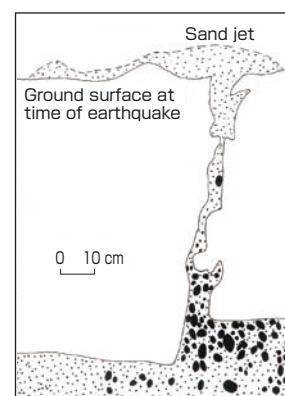 Sand jet
Ground surface at
time of earthquake
0 10 cm